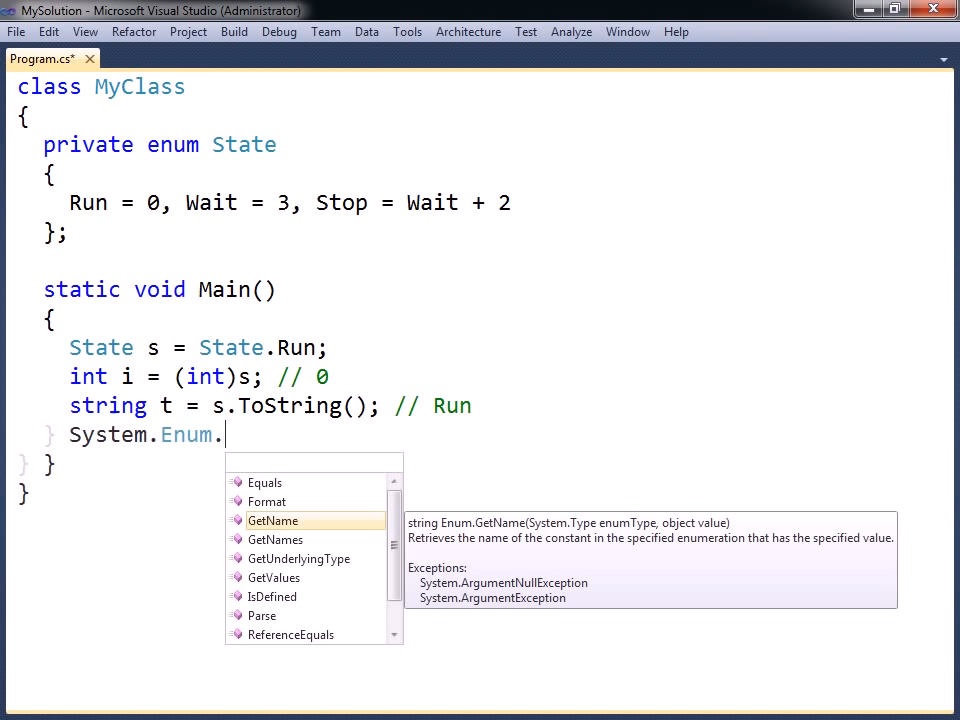 MySolution - Microsoft Visual Studio (Administrator)
File Edit View Refactor Project Build Debug Team Data Tools Architecture Test Analyze Window Help
Program.cs*
class MyClass
{
private enum State
{
Run = 0, Wait = 3, Stop = Wait + 2
};
static void Main()
{
State s = State.Run;
int i = (int)s; // 0
string t = s.ToString(); // Run
} System.Enum.
} }
}
Equals
Format
GetName
GetNames
GetUnderlyingType
GetValues
IsDefined
Parse
ReferenceEquals
string Enum.GetName(System.Type enumType, object value)
Retrieves the name of the constant in the specified enumeration that has the specified value.
Exceptions:
System.ArgumentNullException
System.ArgumentException